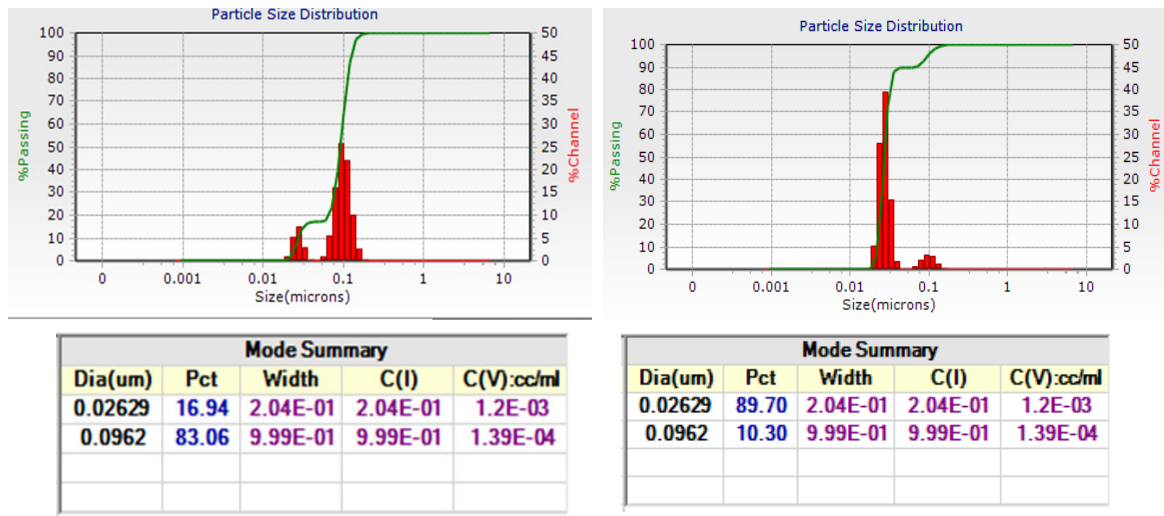 Particle Size Distribution
100
90
80
70
60
50
40
30
20
10
0
%Passing
50
45
40
35
30
25
20
15
10
5
0
%Channel
0 0.001 0.01 0.1 1 10
Size(microns)
Mode Summary
Dia(um) Pct Width C(I) C(V):cc/ml
0.02629 16.94 2.04E-01 2.04E-01 1.2E-03
0.0962 83.06 9.99E-01 9.99E-01 1.39E-04
Particle Size Distribution
100
90
80
70
60
50
40
30
20
10
0
%Passing
50
45
40
35
30
25
20
15
10
5
0
%Channel
0 0.001 0.01 0.1 1 10
Size(microns)
Mode Summary
Dia(um) Pct Width C(I) C(V):cc/ml
0.02629 89.70 2.04E-01 2.04E-01 1.2E-03
0.0962 10.30 9.99E-01 9.99E-01 1.39E-04